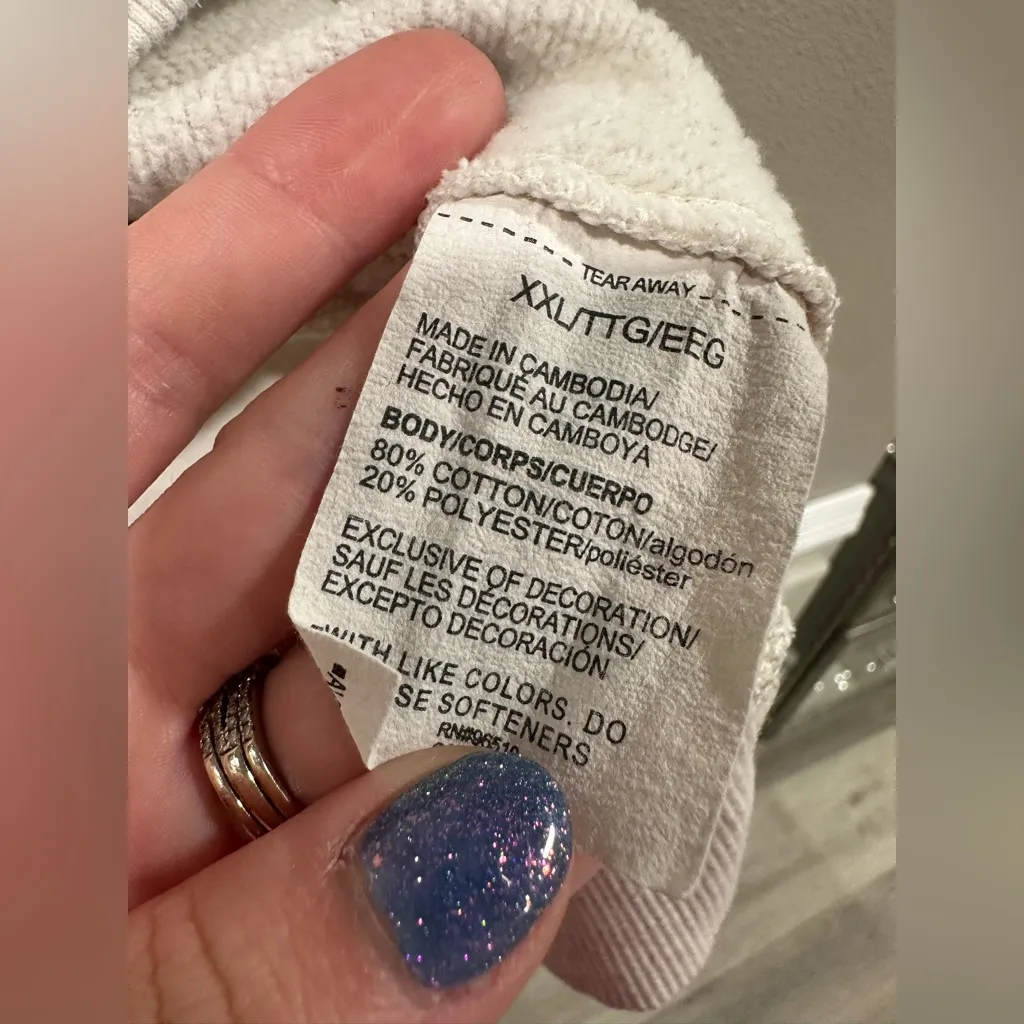 TEAR AWAY
XXL/TTG/EEG
MADE IN CAMBODIA/
FABRIQUÉ AU CAMBODGE/
HECHO EN CAMBOYA
BODY/CORPS/CUERPO
80% COTTON/COTON/algodón
20% POLYESTER/poliéster
EXCLUSIVE OF DECORATION/
SAUF LES DÉCORATIONS/
EXCEPTO DECORACIÓN
WITH LIKE COLORS. DO
SE SOFTENERS
RN#96510